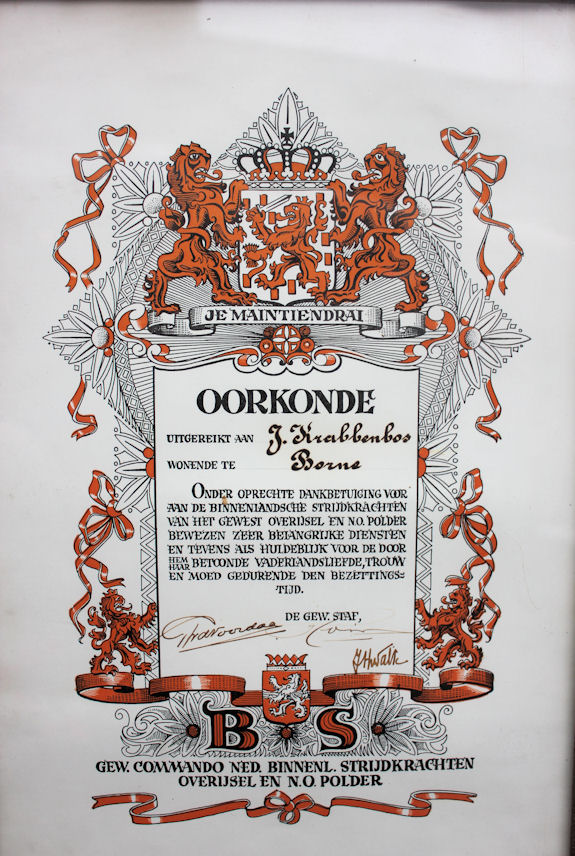 JE MAINTIENDRAI
OORKONDE
UITGEREIKT AAN J. Krabbenbos
WONENDE TE Borne
ONDER OPRECHTE DANKBETUIGING VOOR
AAN DE BINNENLANDSCHE STRIJDKRACHTEN
VAN HET GEWEST OVERIJSEL EN N.O. POLDER
BEWEZEN ZEER BELANGRIJKE DIENSTEN
EN TEVENS ALS HULDEBLIJK VOOR DE DOOR
HEM
HAAR BETOONDE VADERLANDSLIEFDE, TROUW
EN MOED GEDURENDE DEN BEZETTINGS-
TIJD.
DE GEW. STAF,
B S
GEW. COMMANDO NED. BINNENL. STRIJDKRACHTEN
OVERIJSEL EN N.O. POLDER